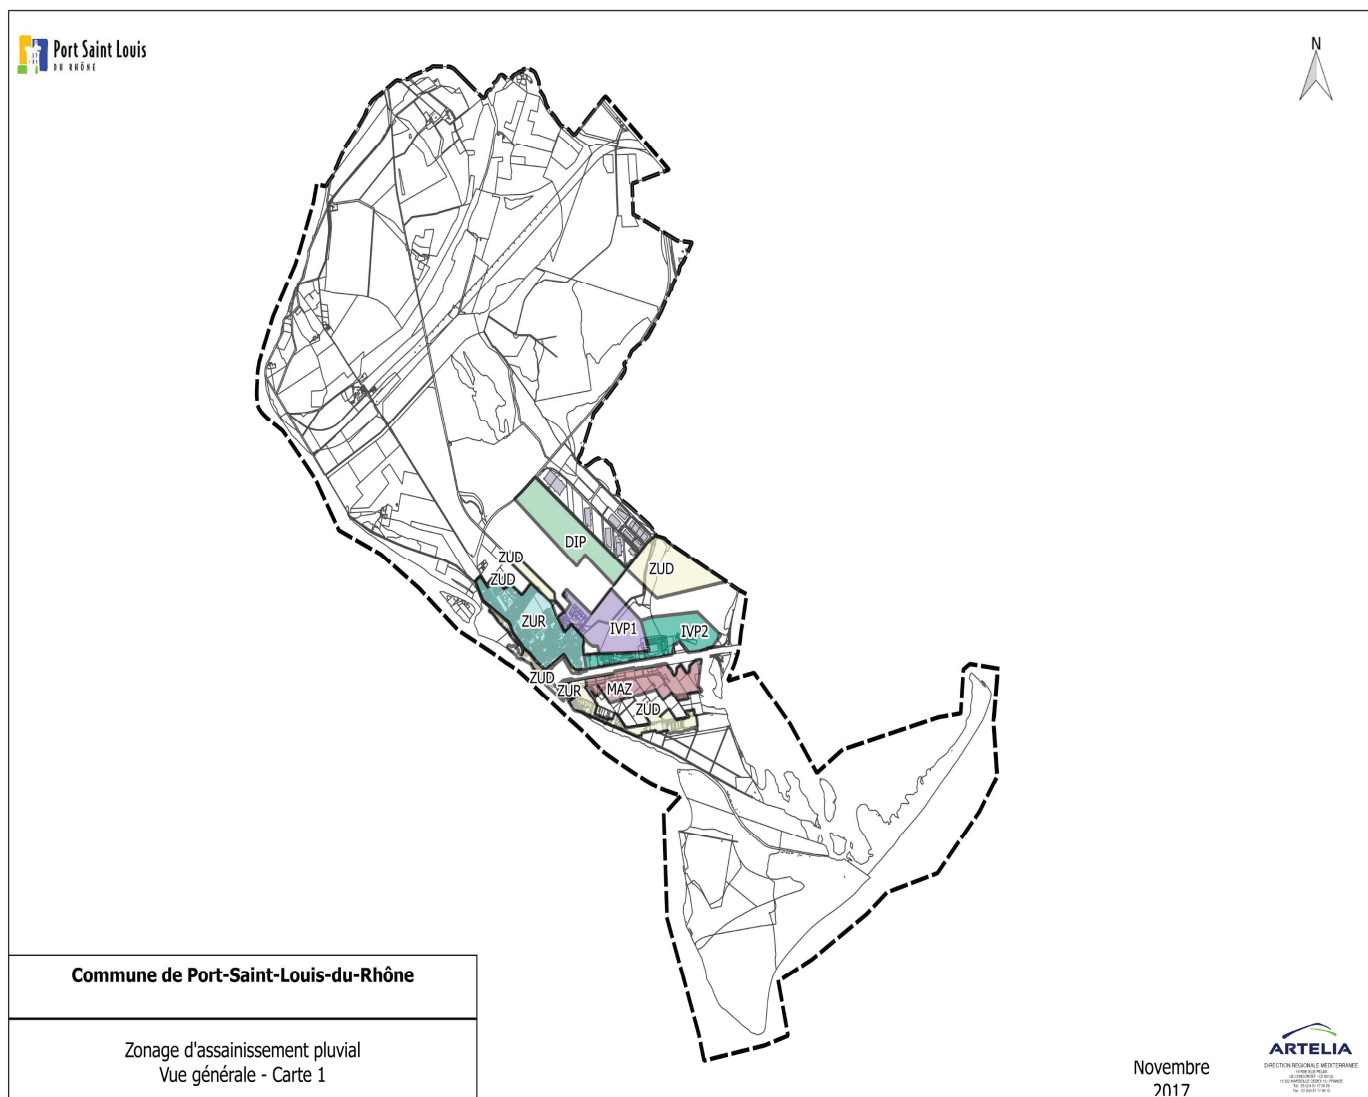 Port Saint Louis
DU RHÔNE
N
DIP
ZUD
ZUD
ZUD
ZUR
IVP1
IVP2
ZUD
ZUR
MAZ
ZUD
Commune de Port-Saint-Louis-du-Rhône
Zonage d'assainissement pluvial
Vue générale - Carte 1
Novembre
2017
ARTELIA
DIRECTION REGIONALE MEDITERRANEE